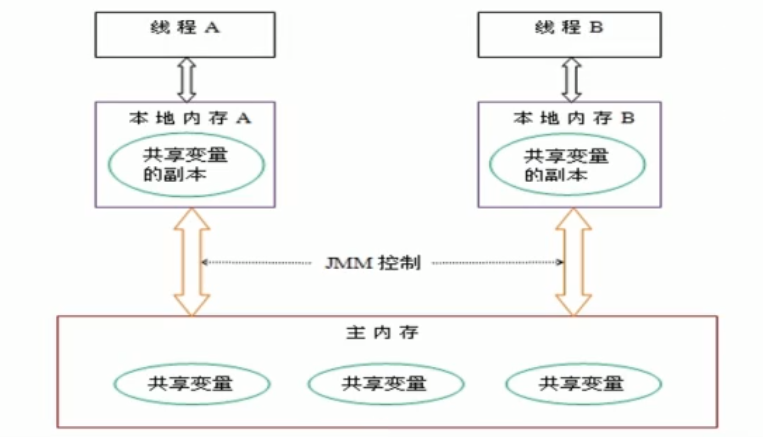 线程 A
线程 B
本地内存 A
本地内存 B
共享变量
的副本
共享变量
的副本
JMM 控制
主内存
共享变量
共享变量
共享变量